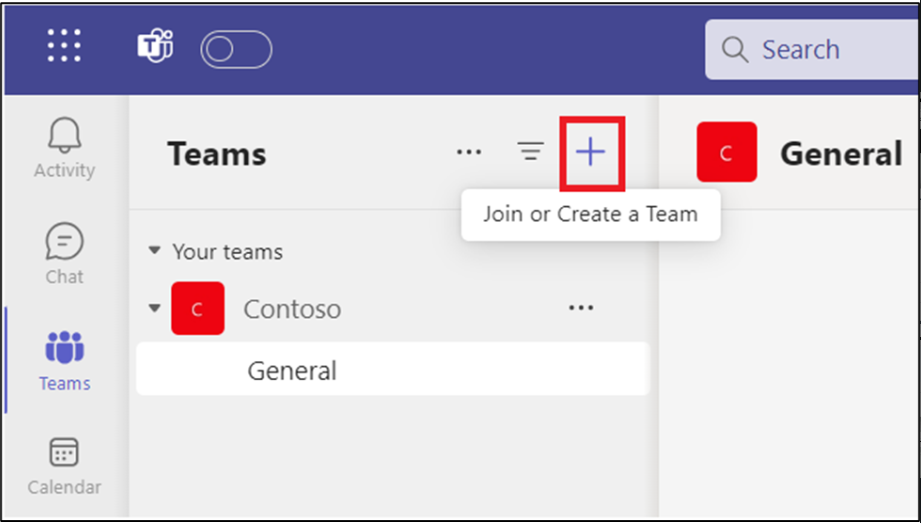 Search
Activity
Chat
Teams
Calendar
Teams
Join or Create a Team
Your teams
C Contoso
General
C General